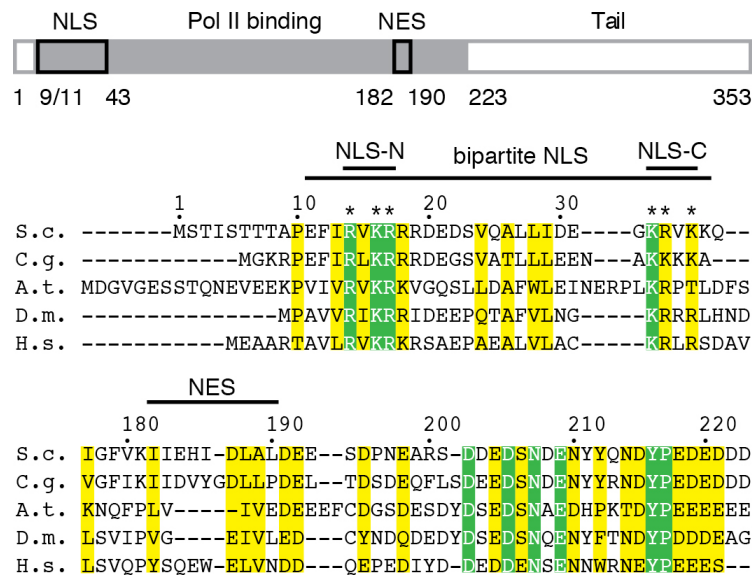 NLS Pol II binding NES Tail
1 9/11 43 182 190 223 353
NLS-N bipartite NLS NLS-C
1 10 20 30
* ** ** *
S.c. -------MSTISTTTAPEFIRVKRRRDEDSVQALLIDE----GKRVKKQ--
C.g. ------------MGKRPEFIRLKRRRDEGSVATLLLEEN---AKKKKA---
A.t. MDGVGESSTQNEVEEKPVIVRVKRKVGQSLLDAFWLEINERPLKRPTLDFS
D.m. ---------------MPAVVRIKRRIDEEPQTAFVLNG-----KRRRLHND
H.s. -----------MEAARTAVLRVKRKRSAEPAEALVLAC-----KRLRSDAV
NES
180 190 200 210 220
S.c. IGFVKIIEHI-DLALDEE--SDPNEARS-DDEDSNDENYYQNDYPEDEDDD
C.g. VGFIKIIDVYGDLLPDEL--TDSDEQFLSDEEDSNDENYYRNDYPEDEDDD
A.t. KNQFPLV-----IVEDEEEFCDGSDESDYDSEDSNAEDHPKTDYPEEEEEE
D.m. LSVIPVG----EIVLED---CYNDQDEDYDSEDSNQENYFTNDYPDDDEAG
H.s. LSVQPYSQEW-ELVNDD---QEPEDIYD-DEDDENSENNWRNEYPEEES--